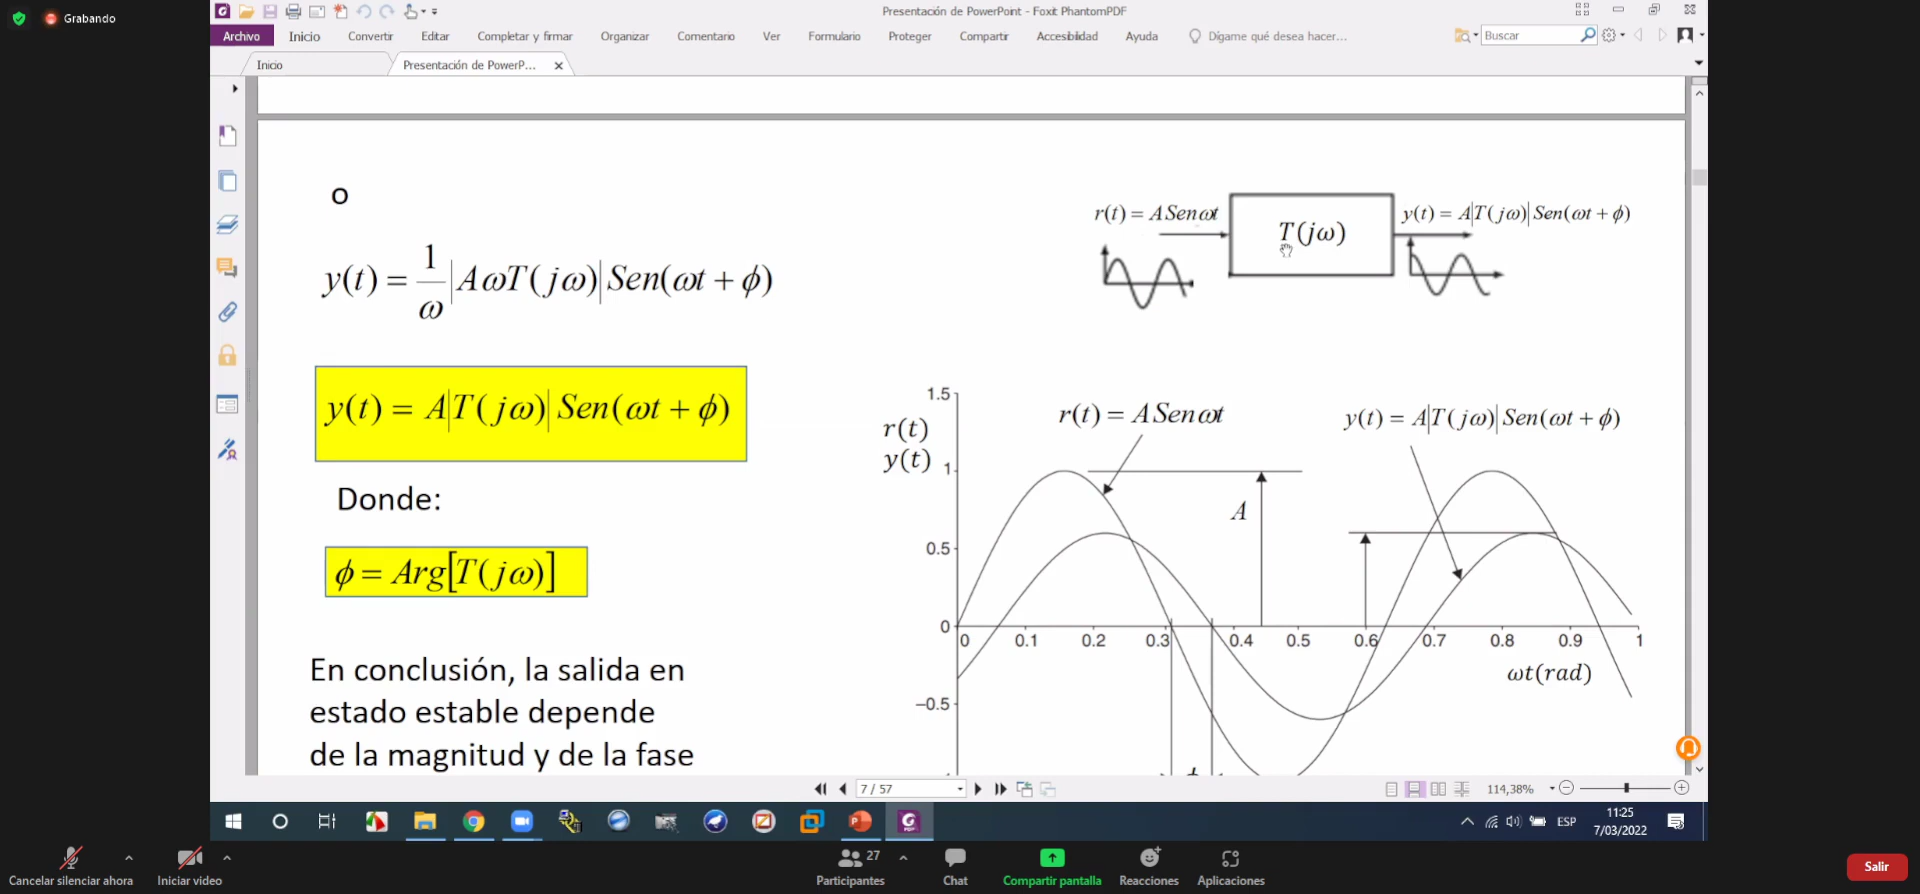 Grabando
Presentación de PowerPoint - Foxit PhantomPDF
Archivo Inicio Convertir Editar Completar y firmar Organizar Comentario Ver Formulario Proteger Compartir Accesibilidad Ayuda Dígame qué desea hacer... Buscar
Inicio Presentación de PowerP...
o
r(t) = A Sen ωt
T(jω)
y(t) = A|T(jω)| Sen(ωt + ϕ)
y(t) = 1/ω |AωT(jω)| Sen(ωt + ϕ)
y(t) = A|T(jω)| Sen(ωt + ϕ)
Donde:
ϕ = Arg[T(jω)]
En conclusión, la salida en
estado estable depende
de la magnitud y de la fase
1.5
r(t)
y(t)
r(t) = A Sen ωt
y(t) = A|T(jω)| Sen(ωt + ϕ)
1
A
0.5
0
0 0.1 0.2 0.3 0.4 0.5 0.6 0.7 0.8 0.9 1
ωt(rad)
−0.5
7 / 57
114,38%
ESP
11:25
7/03/2022
Cancelar silenciar ahora
Iniciar video
27
Participantes
Chat
Compartir pantalla
Reacciones
Aplicaciones
Salir